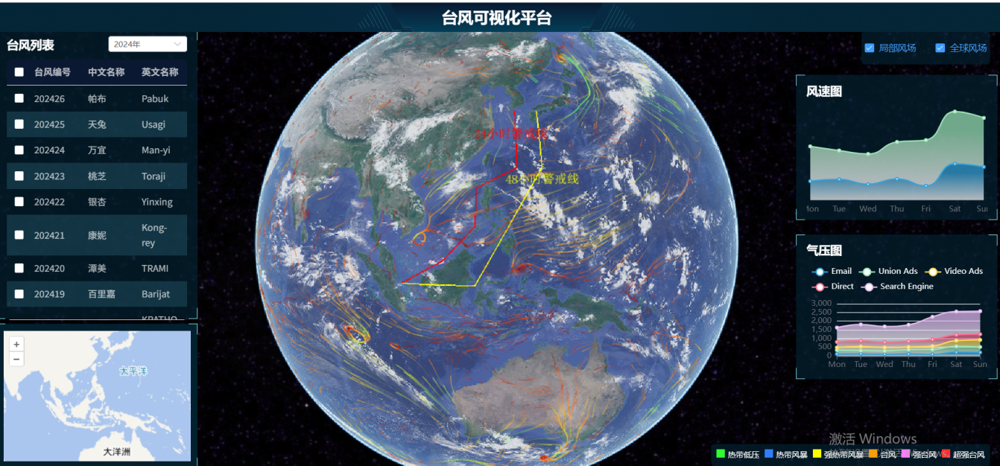 台风可视化平台
台风列表
2024年
台风编号 中文名称 英文名称
202426 帕布 Pabuk
202425 天兔 Usagi
202424 万宜 Man-yi
202423 桃芝 Toraji
202422 银杏 Yinxing
202421 康妮 Kong-
rey
202420 潭美 TRAMI
202419 百里嘉 Barijat
+
−
太平洋
大洋洲
24小时警戒线
48小时警戒线
局部风场 全球风场
风速图
Mon Tue Wed Thu Fri Sat Sun
气压图
Email Union Ads Video Ads
Direct Search Engine
3,000
2,500
2,000
1,500
1,000
500
0
Mon Tue Wed Thu Fri Sat Sun
激活 Windows
热带低压 热带风暴 强热带风暴 台风 强台风 超强台风